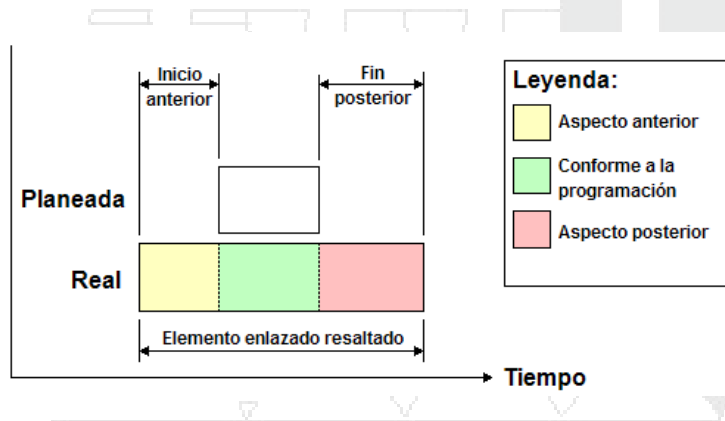 Inicio
anterior
Fin
posterior
Planeada
Real
Elemento enlazado resaltado
Tiempo
Leyenda:
Aspecto anterior
Conforme a la
programación
Aspecto posterior